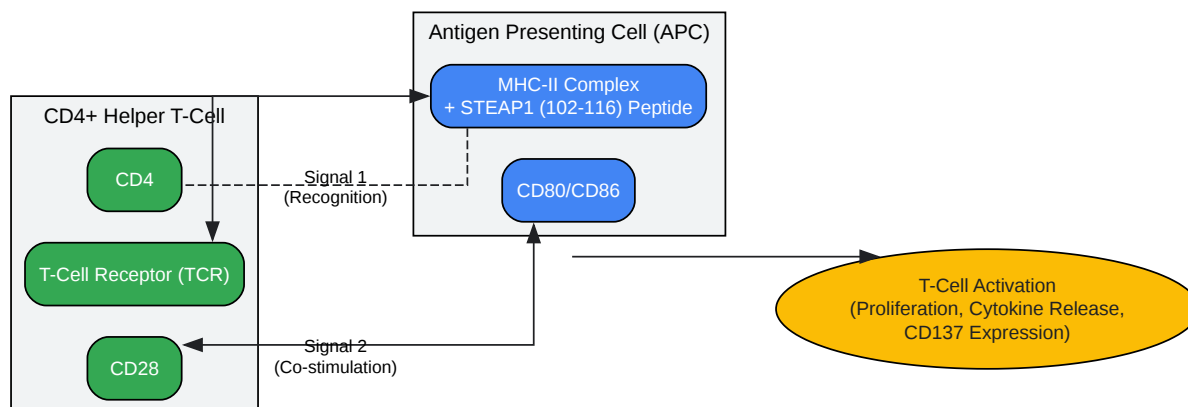 Antigen Presenting Cell (APC)
MHC-II Complex
+ STEAP1 (102-116) Peptide
CD80/CD86
CD4+ Helper T-Cell
CD4
T-Cell Receptor (TCR)
CD28
Signal 1
(Recognition)
Signal 2
(Co-stimulation)
T-Cell Activation
(Proliferation, Cytokine Release,
CD137 Expression)